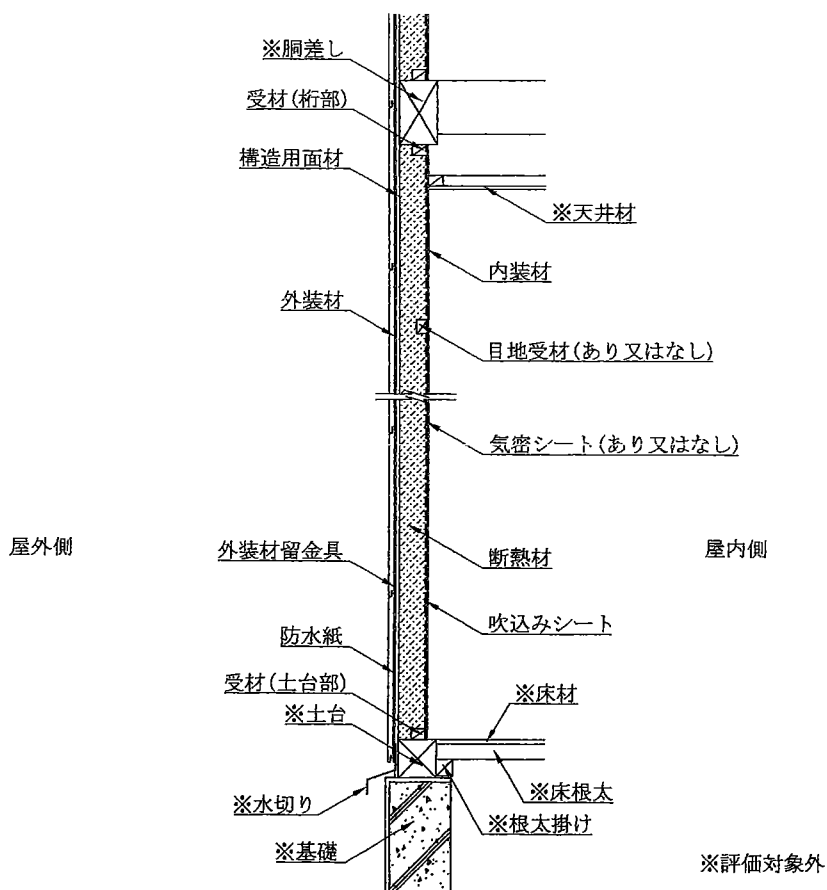 ※胴差し
受材(桁部)
構造用面材
※天井材
内装材
外装材
目地受材(あり又はなし)
気密シート(あり又はなし)
屋外側
外装材留金具
断熱材
屋内側
吹込みシート
防水紙
受材(土台部)
※床材
※土台
※床根太
※水切り
※根太掛け
※基礎
※評価対象外